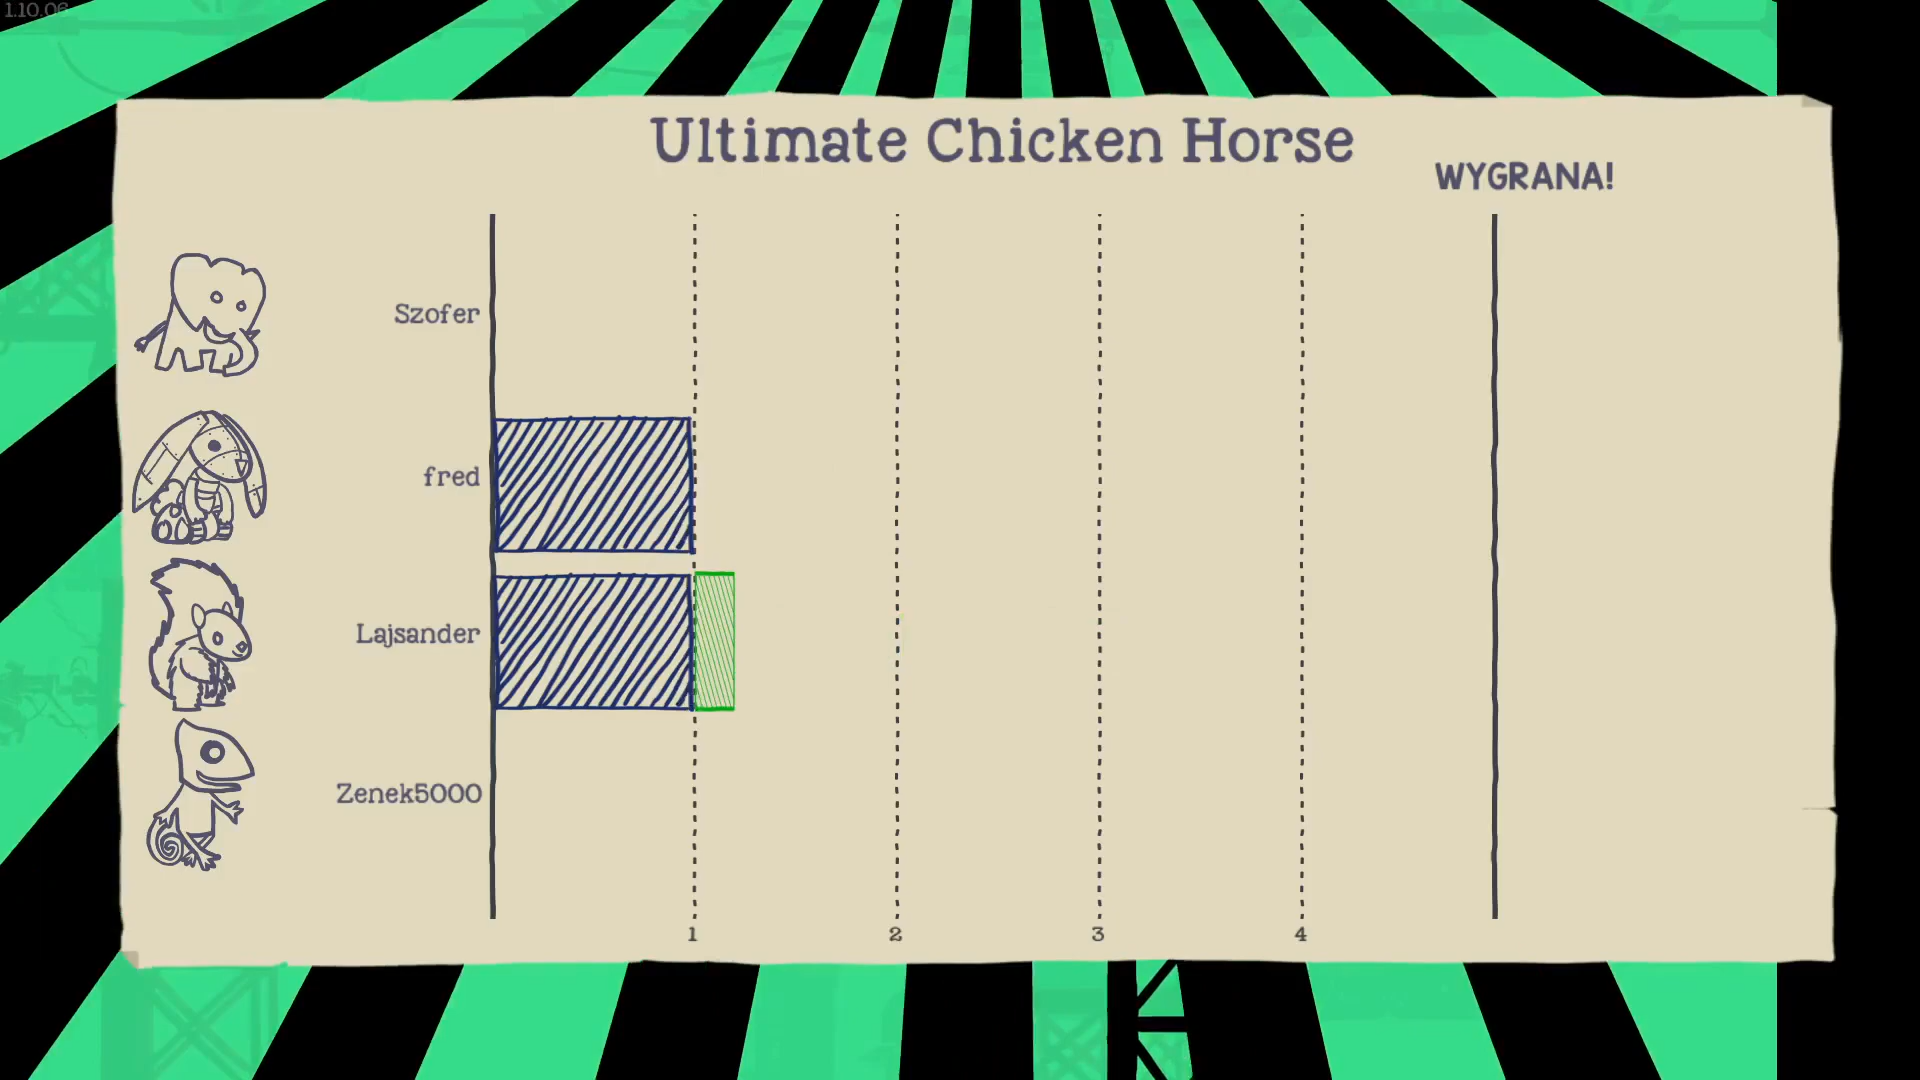 1.10.06
Ultimate Chicken Horse
WYGRANA!
Szofer
fred
Lajsander
Zenek5000
1 2 3 4